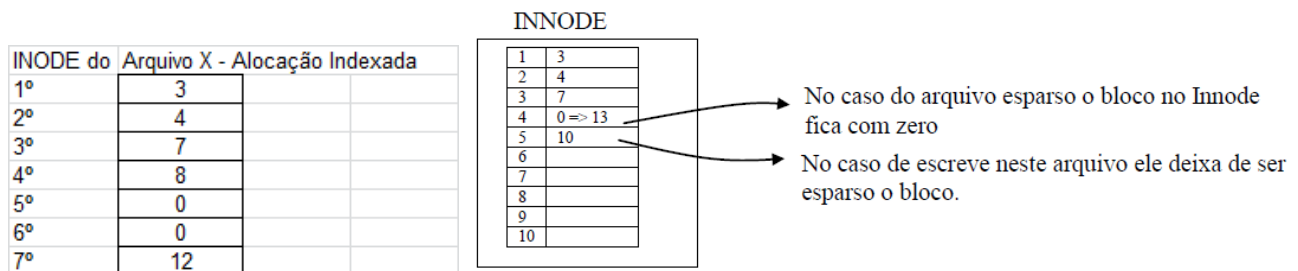 INODE do Arquivo X - Alocação Indexada
1º 3
2º 4
3º 7
4º 8
5º 0
6º 0
7º 12
INNODE
1 3
2 4
3 7
4 0 => 13
5 10
6
7
8
9
10
No caso do arquivo esparso o bloco no Innode
fica com zero
No caso de escreve neste arquivo ele deixa de ser
esparso o bloco.